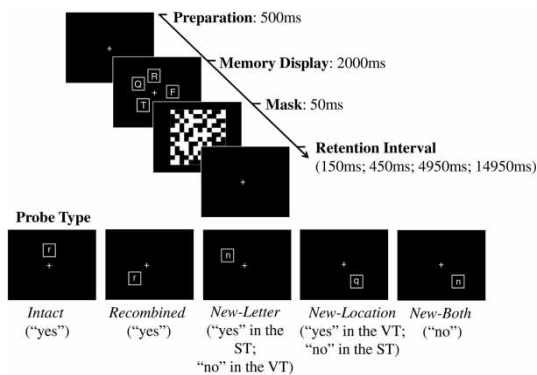 Preparation: 500ms
Memory Display: 2000ms
R
Q
F
T
Mask: 50ms
Retention Interval
(150ms; 450ms; 4950ms; 14950ms)
Probe Type
r
r
n
q
n
Intact
("yes")
Recombined
("yes")
New-Letter
("yes" in the
ST;
"no" in the VT)
New-Location
("yes" in the VT;
"no" in the ST)
New-Both
("no")